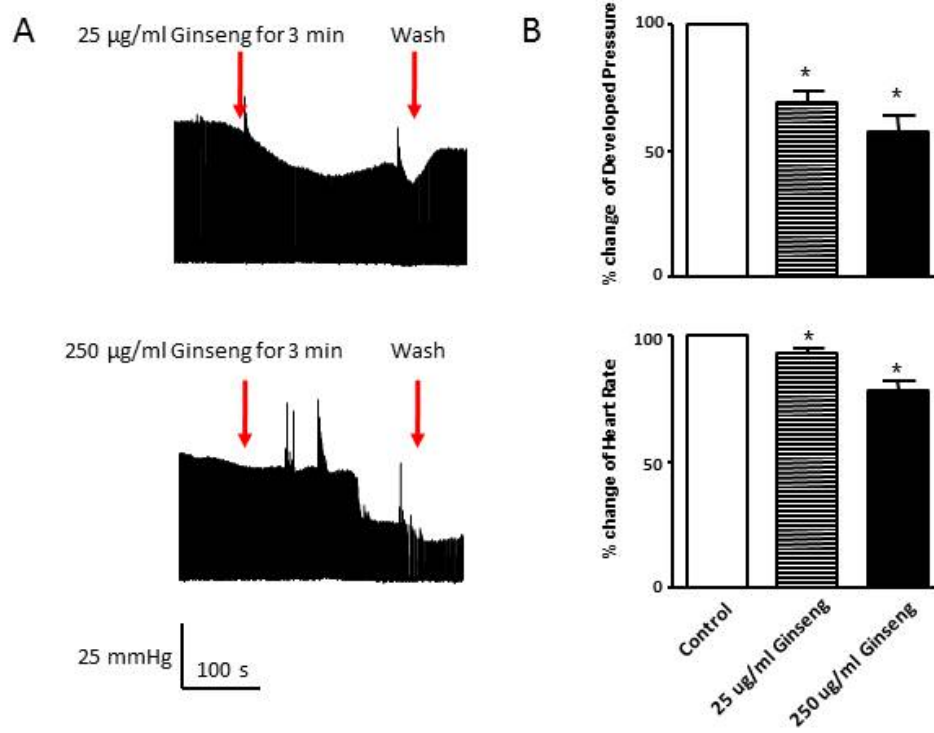 A
25 µg/ml Ginseng for 3 min
Wash
250 µg/ml Ginseng for 3 min
Wash
25 mmHg
100 s
B
% change of Developed Pressure
100
50
0
*
*
% change of Heart Rate
100
50
0
*
*
Control
25 ug/ml Ginseng
250 ug/ml Ginseng